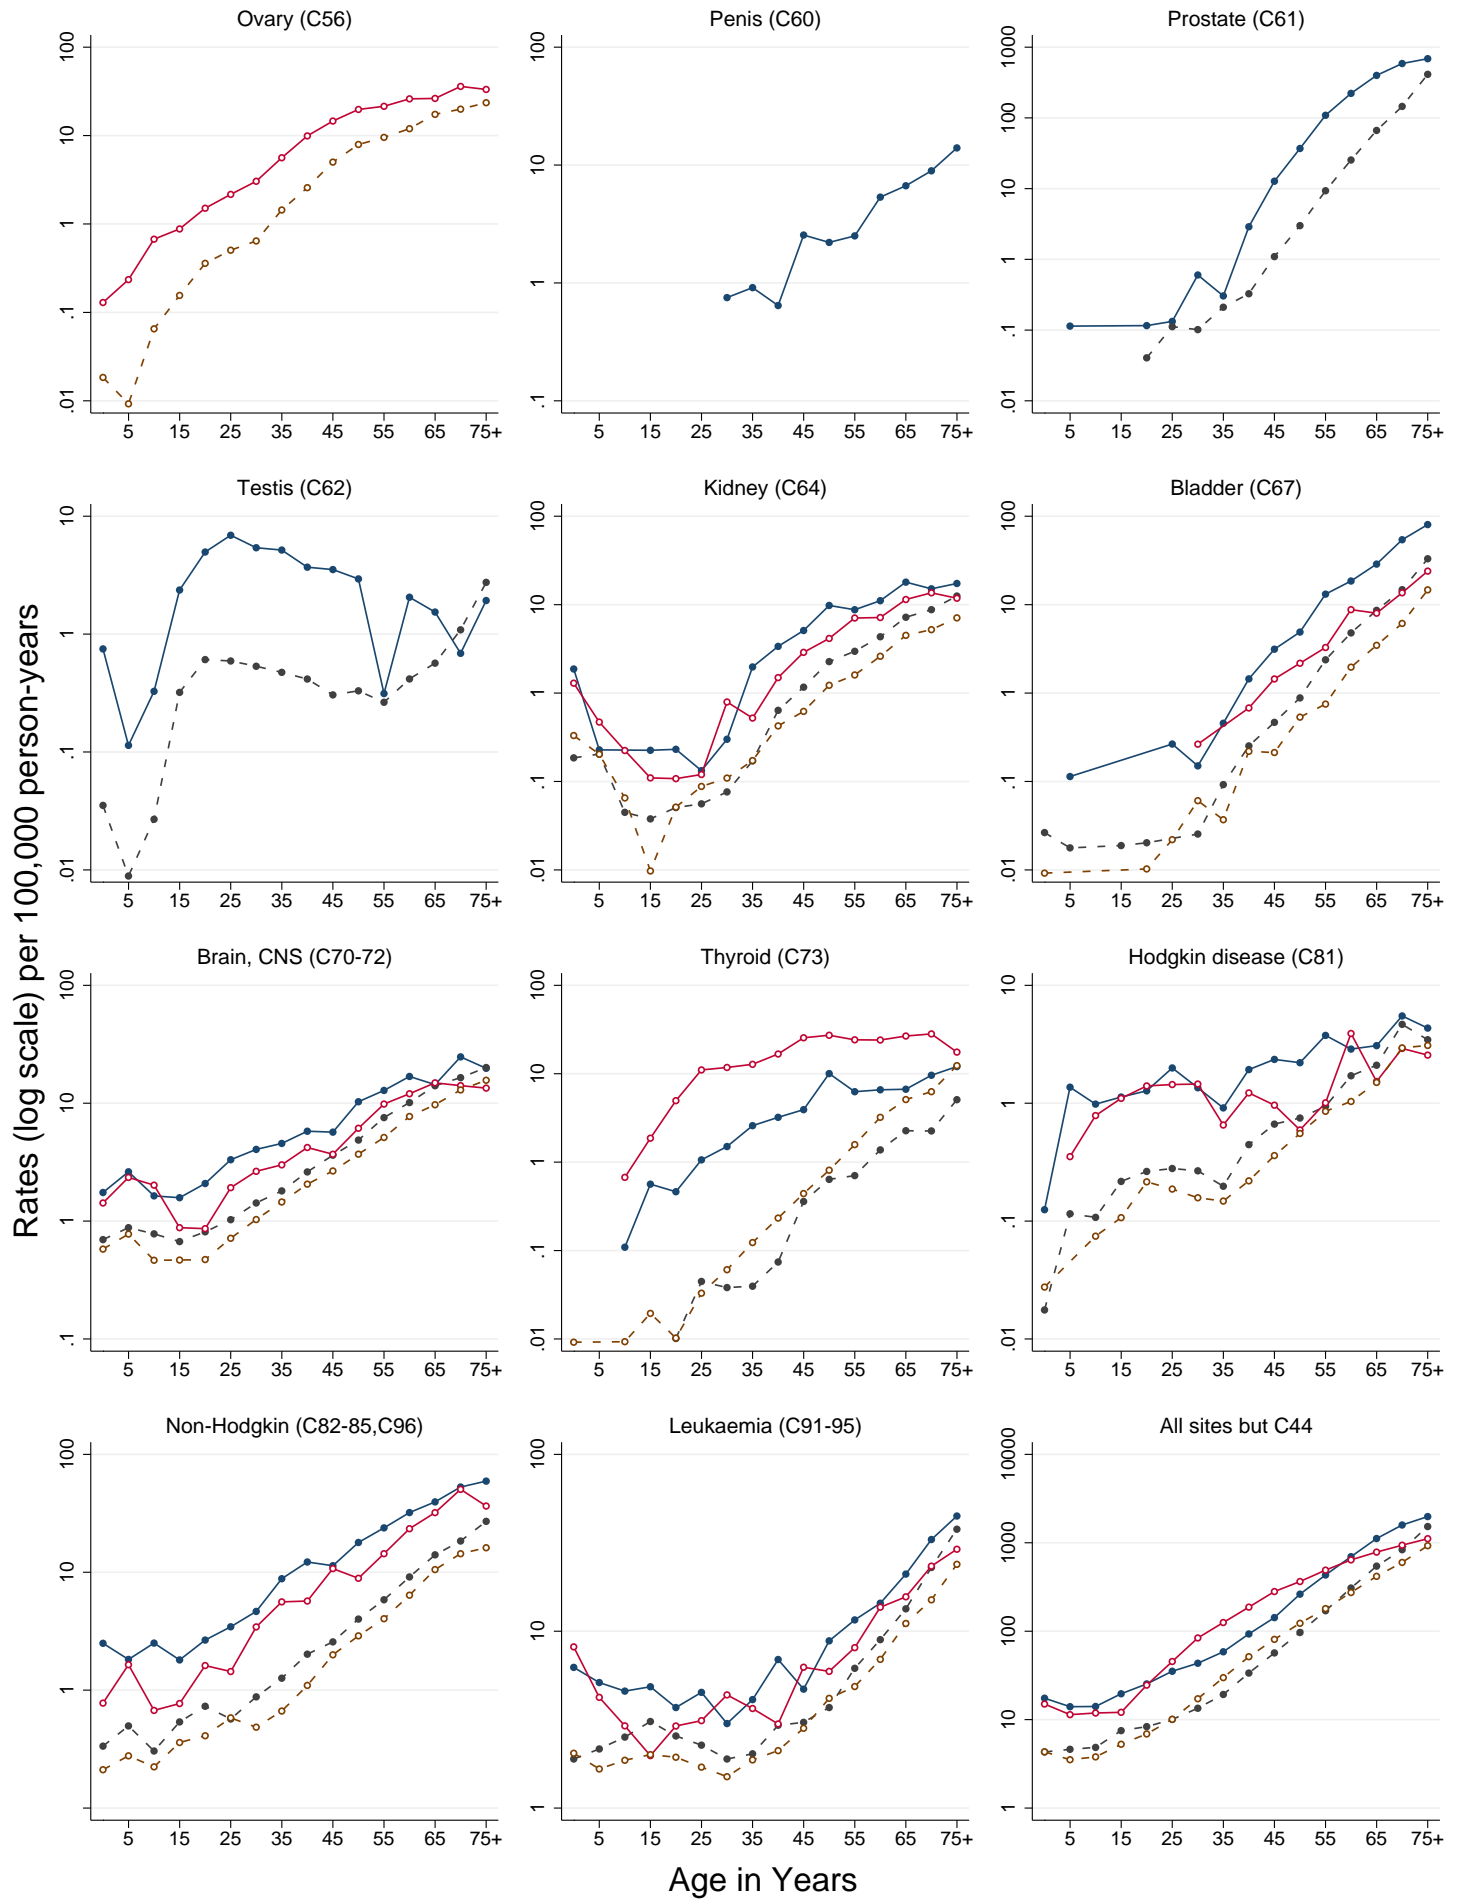 Ovary (C56)
Penis (C60)
Prostate (C61)
100
10
1
.1
.01
5 15 25 35 45 55 65 75+
100
10
1
.1
5 15 25 35 45 55 65 75+
1000
100
10
1
.1
.01
5 15 25 35 45 55 65 75+
Testis (C62)
Kidney (C64)
Bladder (C67)
10
1
.1
.01
5 15 25 35 45 55 65 75+
100
10
1
.1
.01
5 15 25 35 45 55 65 75+
100
10
1
.1
.01
5 15 25 35 45 55 65 75+
Rates (log scale) per 100,000 person-years
Brain, CNS (C70-72)
Thyroid (C73)
Hodgkin disease (C81)
100
10
1
.1
5 15 25 35 45 55 65 75+
100
10
1
.1
.01
5 15 25 35 45 55 65 75+
10
1
.1
.01
5 15 25 35 45 55 65 75+
Non-Hodgkin (C82-85,C96)
Leukaemia (C91-95)
All sites but C44
100
10
1
5 15 25 35 45 55 65 75+
100
10
1
5 15 25 35 45 55 65 75+
10000
1000
100
10
1
5 15 25 35 45 55 65 75+
Age in Years